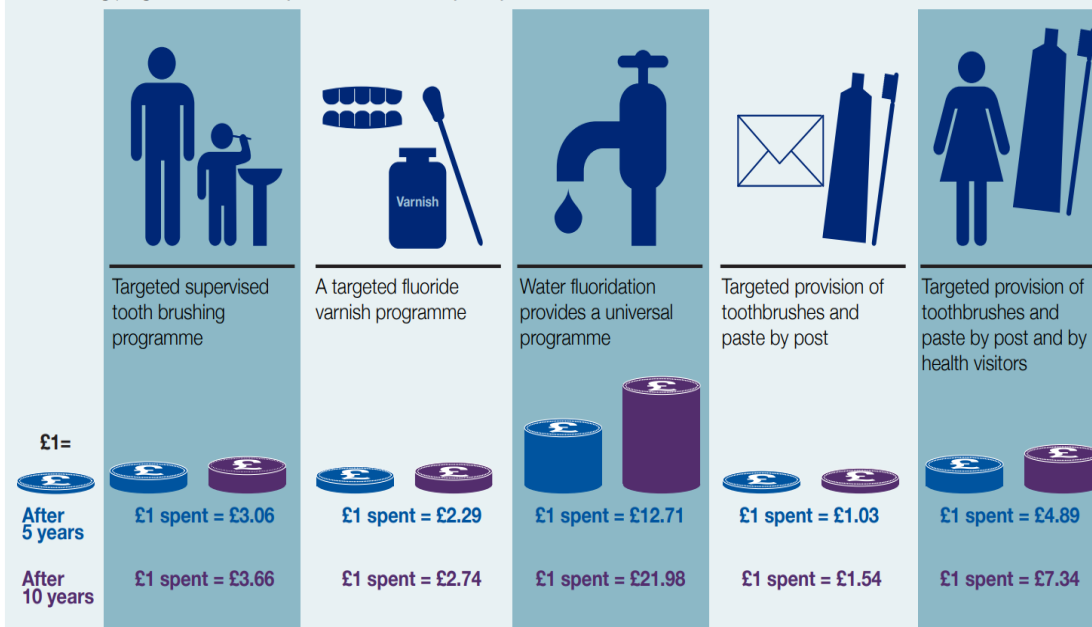 Varnish
Targeted supervised
tooth brushing
programme
A targeted fluoride
varnish programme
Water fluoridation
provides a universal
programme
Targeted provision of
toothbrushes and
paste by post
Targeted provision of
toothbrushes and
paste by post and by
health visitors
£1=
£
£
£
£
£
£
£
£
£
£
£
After
5 years
£1 spent = £3.06
£1 spent = £2.29
£1 spent = £12.71
£1 spent = £1.03
£1 spent = £4.89
After
10 years
£1 spent = £3.66
£1 spent = £2.74
£1 spent = £21.98
£1 spent = £1.54
£1 spent = £7.34